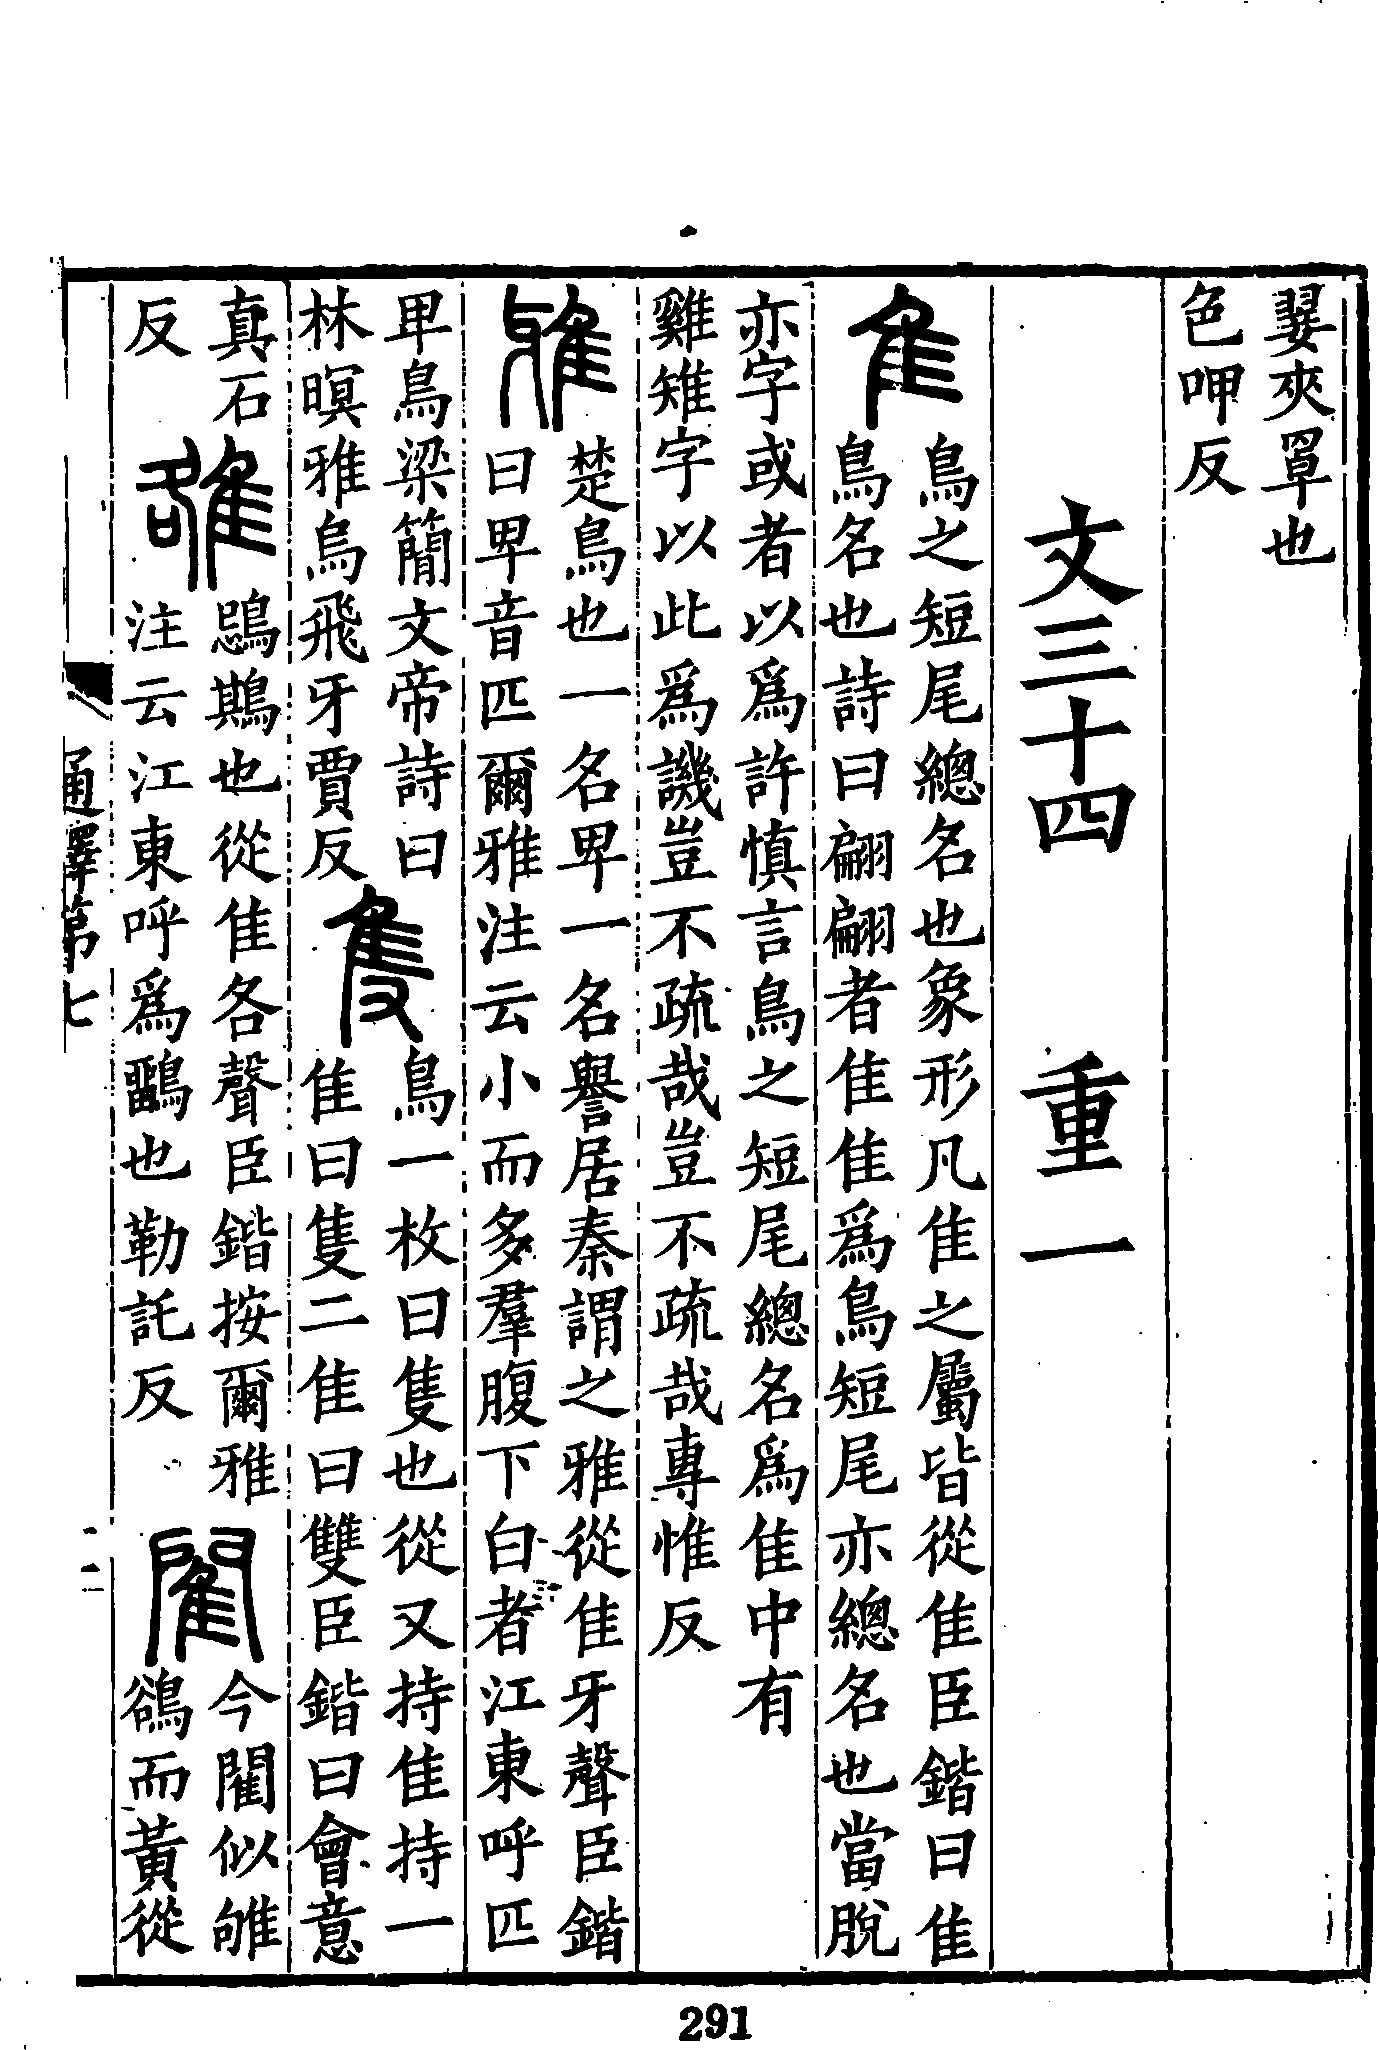 翣夾罩也
色呷反
文三十四　重一
隹
鳥之短尾總名也象形凡隹之屬皆從隹臣鍇曰隹
鳥名也詩曰翩翩者隹隹爲鳥短尾亦總名也當脫
亦字或者以爲許慎言鳥之短尾總名爲隹中有
雞雉字以此爲譏豈不疏哉豈不疏哉專惟反
雅
楚鳥也一名卑一名譽居秦謂之雅從隹牙聲臣鍇
曰卑音匹爾雅注云小而多羣腹下白者江東呼匹
卑鳥梁簡文帝詩曰
林暝雅烏飛牙賈反
隻
鳥一枚曰隻也從又持隹持一
隹曰隻二隹曰雙臣鍇曰會意
真石
反
雒
鵋鶀也從隹各聲臣鍇按爾雅
注云江東呼爲鶹也勒託反
閵
今閵似雊
鵒而黃從
通釋第七
二
291